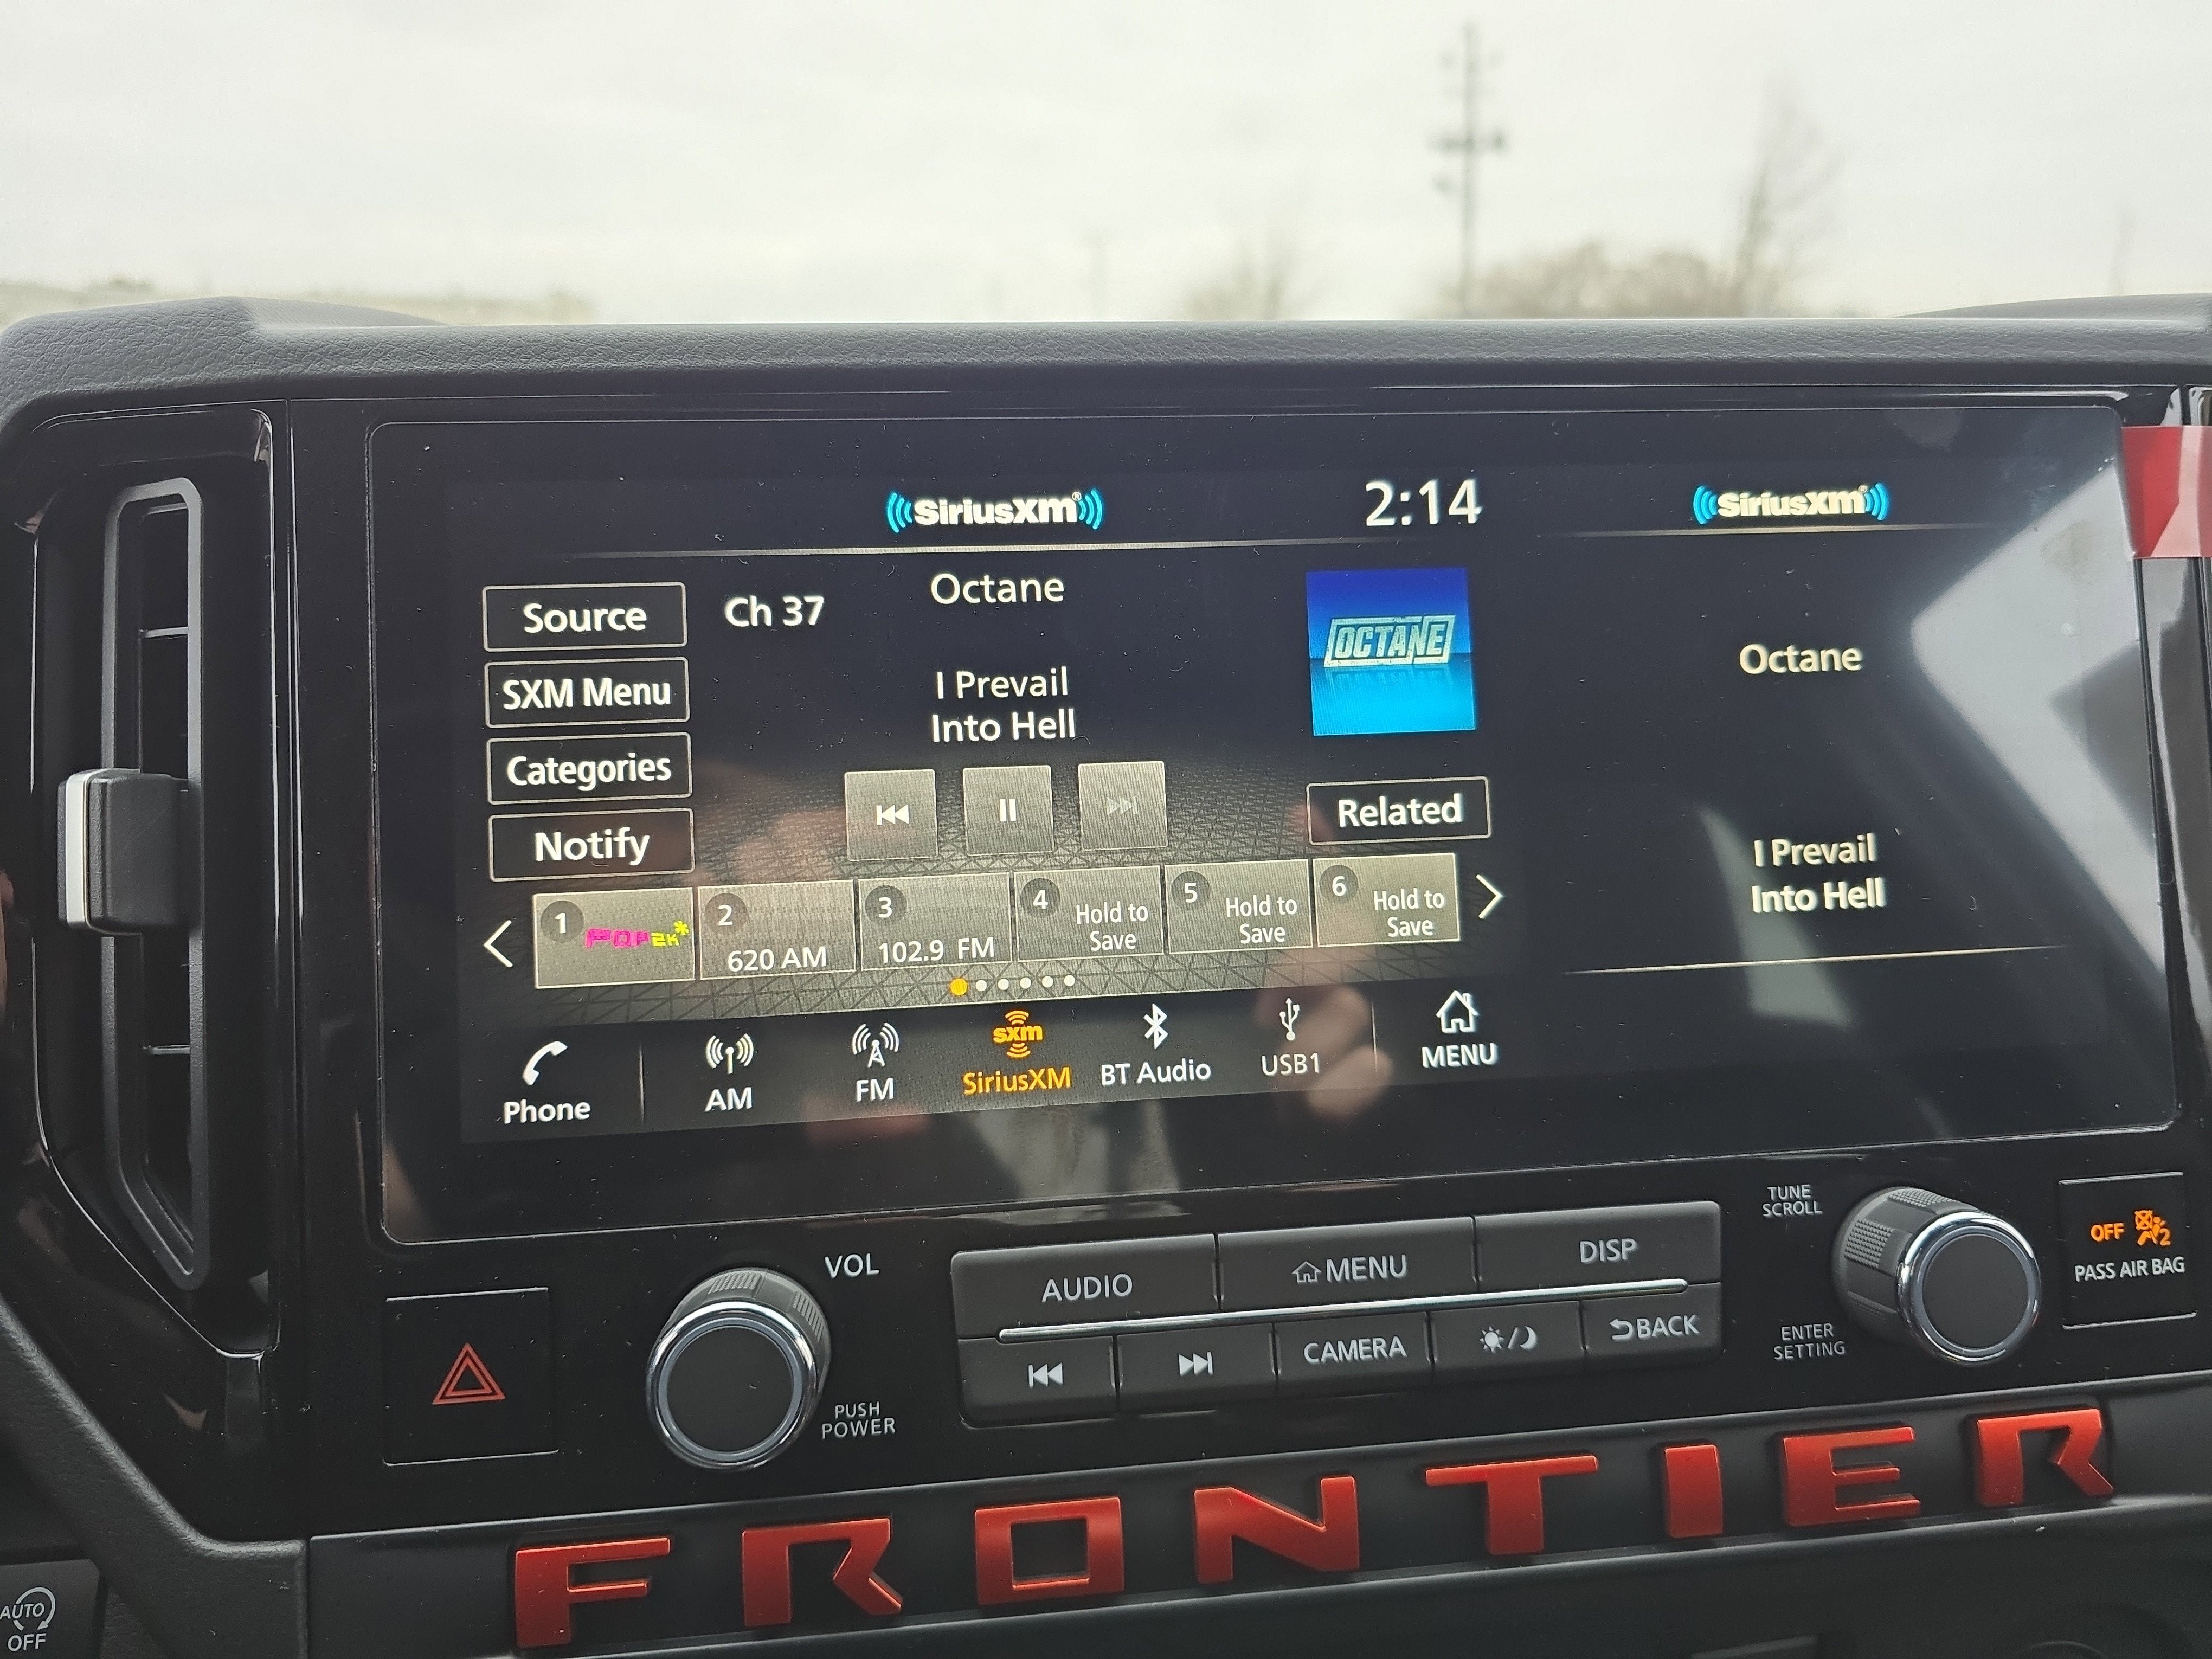 SiriusXM®
2:14
SiriusXM
Source
Ch 37
Octane
OCTANE
Octane
SXM Menu
I Prevail
Into Hell
Categories
Notify
Related
I Prevail
Into Hell
1 POP2K*
2 620 AM
3 102.9 FM
4 Hold to Save
5 Hold to Save
6 Hold to Save
Phone
AM
FM
sxm
SiriusXM
BT Audio
USB1
MENU
VOL
PUSH
POWER
AUDIO
MENU
DISP
CAMERA
BACK
TUNE
SCROLL
ENTER
SETTING
OFF 2
PASS AIR BAG
FRONTIER
AUTO
OFF